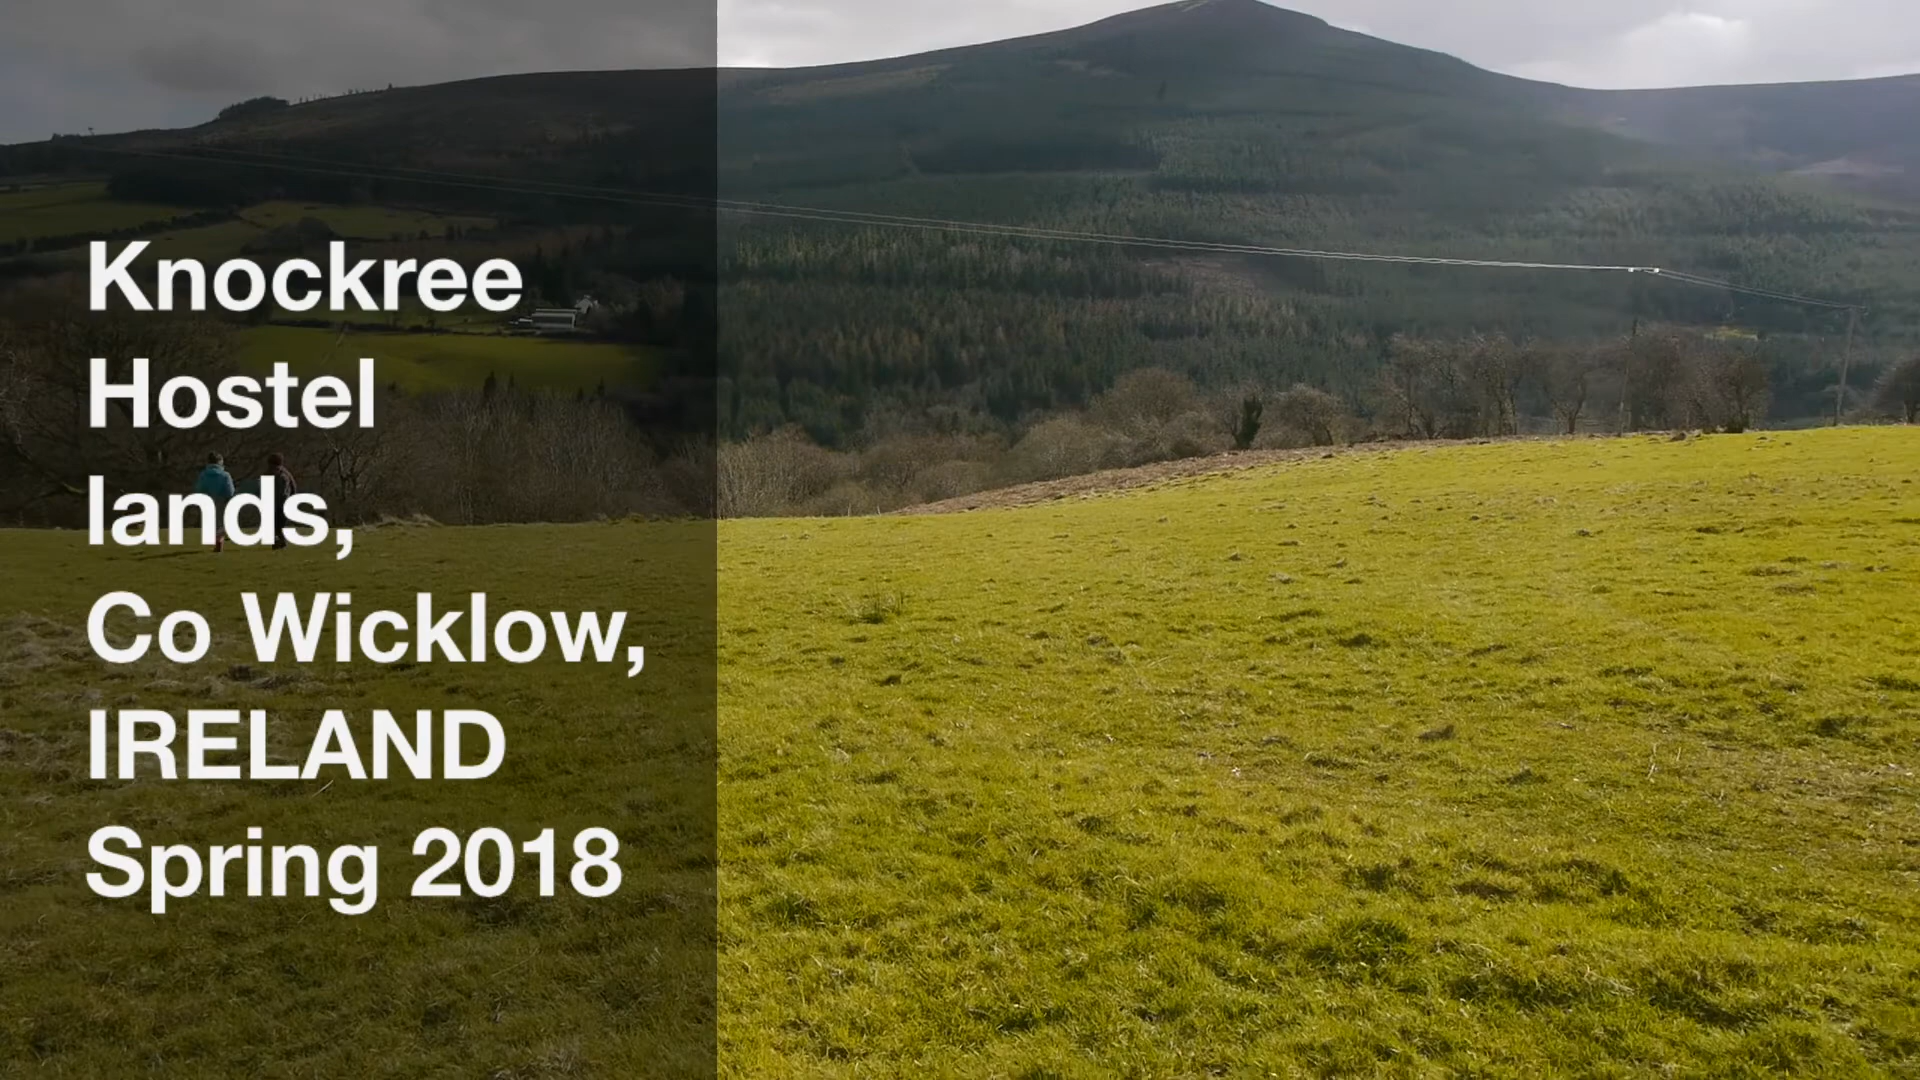 Knockree
Hostel
lands,
Co Wicklow,
IRELAND
Spring 2018